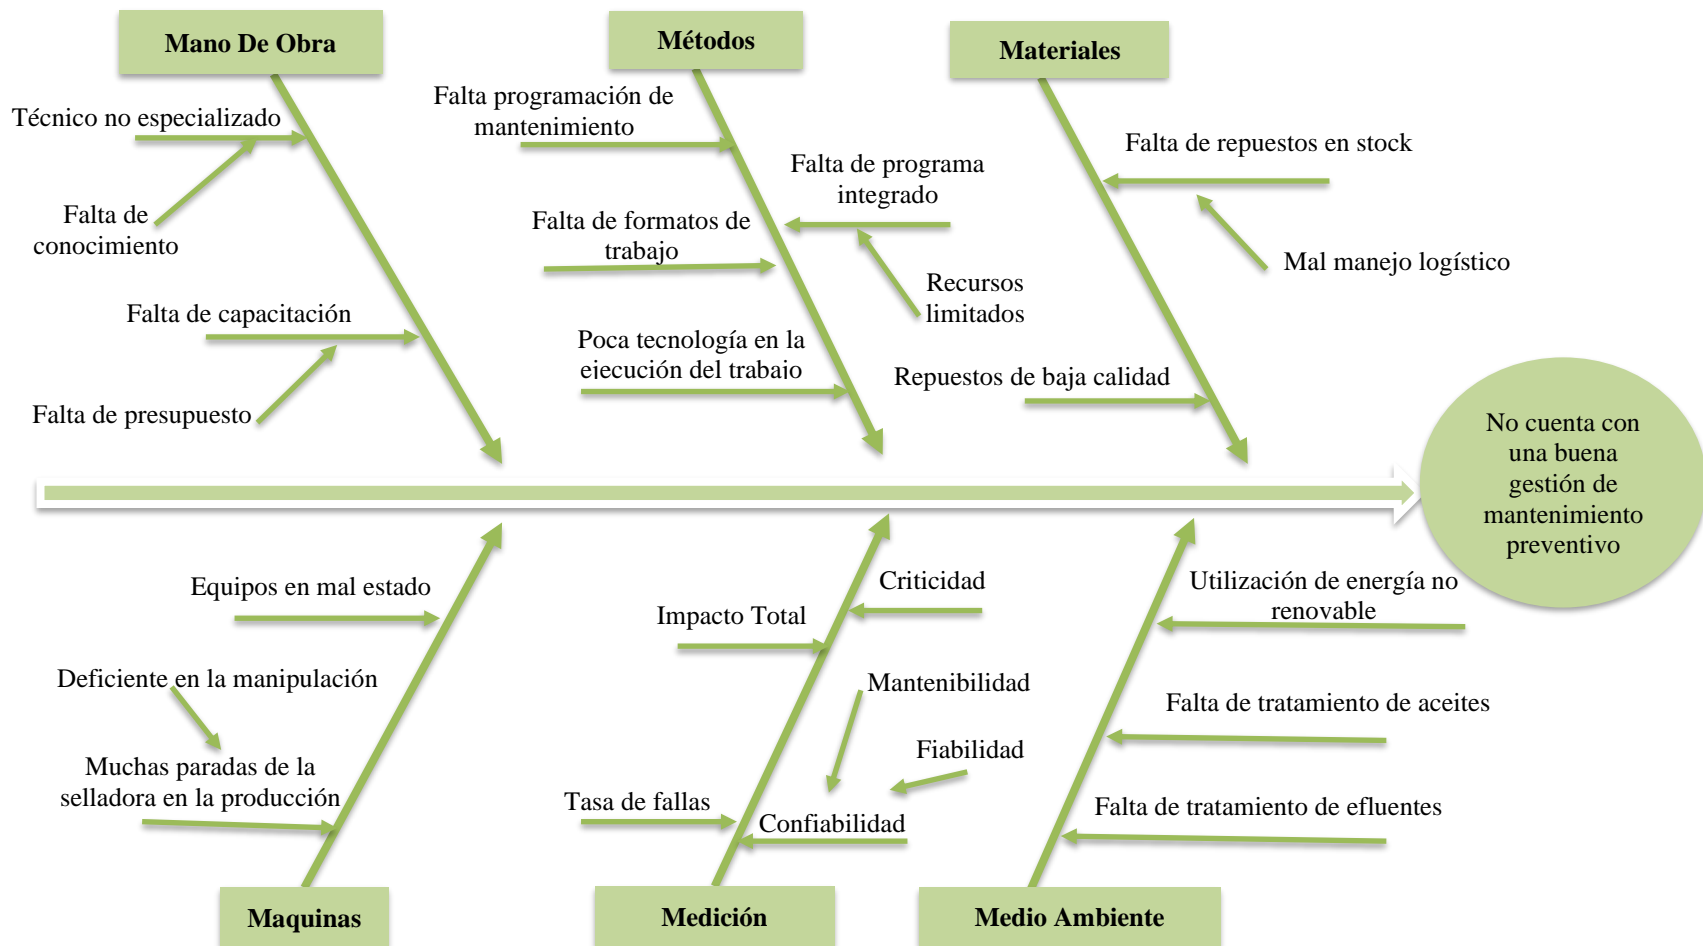 Mano De Obra
Métodos
Materiales
Técnico no especializado
Falta de
conocimiento
Falta de capacitación
Falta de presupuesto
Falta programación de
mantenimiento
Falta de programa
integrado
Falta de formatos de
trabajo
Recursos
limitados
Poca tecnología en la
ejecución del trabajo
Falta de repuestos en stock
Mal manejo logístico
Repuestos de baja calidad
No cuenta con
una buena
gestión de
mantenimiento
preventivo
Equipos en mal estado
Deficiente en la manipulación
Muchas paradas de la
selladora en la producción
Criticidad
Impacto Total
Mantenibilidad
Fiabilidad
Tasa de fallas
Confiabilidad
Utilización de energía no
renovable
Falta de tratamiento de aceites
Falta de tratamiento de efluentes
Maquinas
Medición
Medio Ambiente